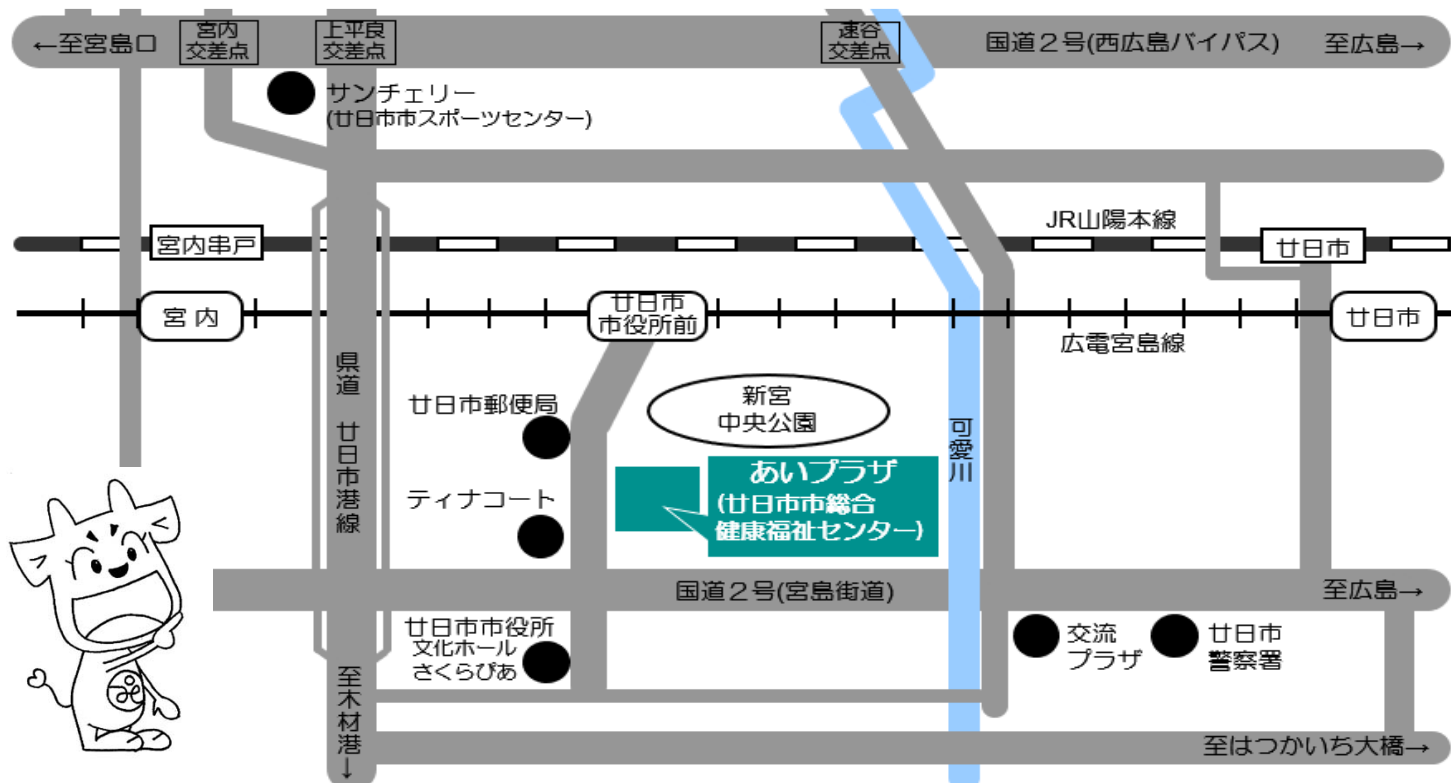 ←至宮島口
宮内
交差点
上平良
交差点
速谷
交差点
国道２号(西広島バイパス)
至広島→
サンチェリー
(廿日市市スポーツセンター)
JR山陽本線
宮内串戸
廿日市
宮内
廿日市
市役所前
廿日市
広電宮島線
県道 廿日市港線
廿日市郵便局
新宮
中央公園
可愛川
あいプラザ
(廿日市市総合
健康福祉センター)
ティナコート
国道２号(宮島街道)
至広島→
廿日市市役所
文化ホール
さくらぴあ
交流
プラザ
廿日市
警察署
至木材港→
至はつかいち大橋→